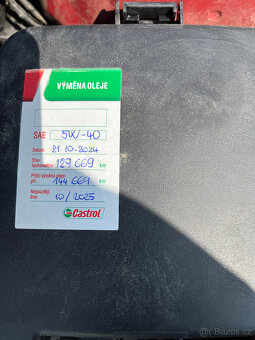 VÝMĚNA OLEJE
SAE 5W-40
Datum: 21.10.2024
Stav tachometru: 129 669 km
Příští výměna oleje při: 144 669 km
Nejpozději dne: 10/2025
Castrol
Sbazos.cz